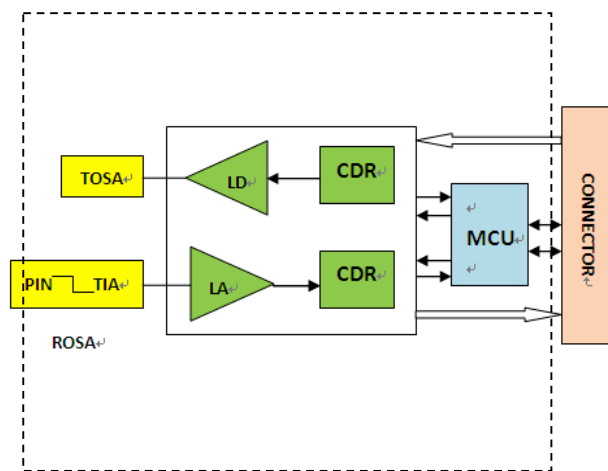 TOSA↵
LD↵
CDR↵
PIN TIA↵
LA↵
CDR↵
ROSA↵
↵
MCU↵
↵
CONNECTOR↵